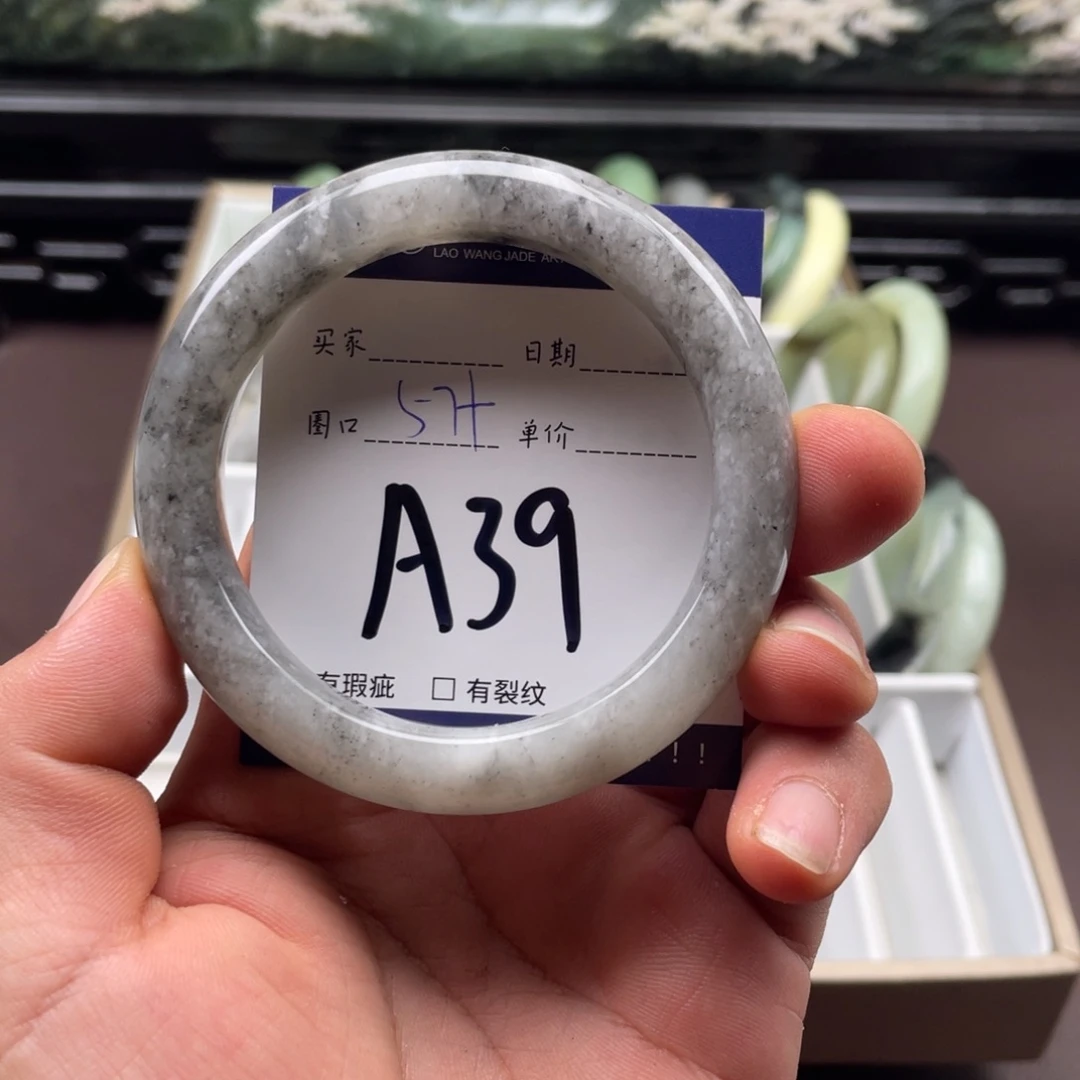 LAO WANG JADE
买家 日期
圈口 57+ 单价
A39
有瑕疵 □ 有裂纹
!!